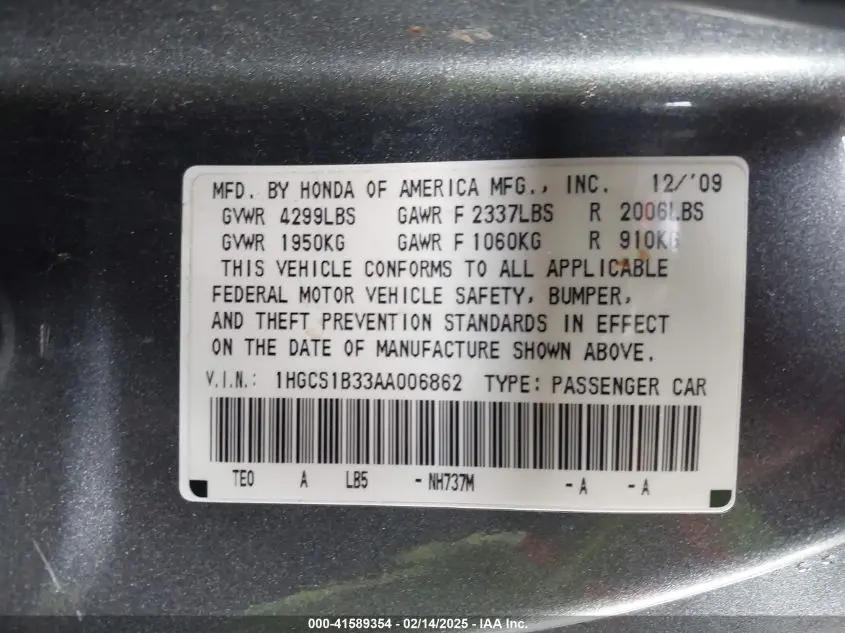 MFD. BY HONDA OF AMERICA MFG., INC. 12/'09
GVWR 4299LBS GAWR F 2337LBS R 2006LBS
GVWR 1950KG GAWR F 1060KG R 910KG
THIS VEHICLE CONFORMS TO ALL APPLICABLE
FEDERAL MOTOR VEHICLE SAFETY, BUMPER,
AND THEFT PREVENTION STANDARDS IN EFFECT
ON THE DATE OF MANUFACTURE SHOWN ABOVE.
V.I.N.: 1HGCS1B33AA006862 TYPE: PASSENGER CAR
TE0 A LB5 - NH737M - A - A
000-41589354 - 02/14/2025 - IAA Inc.